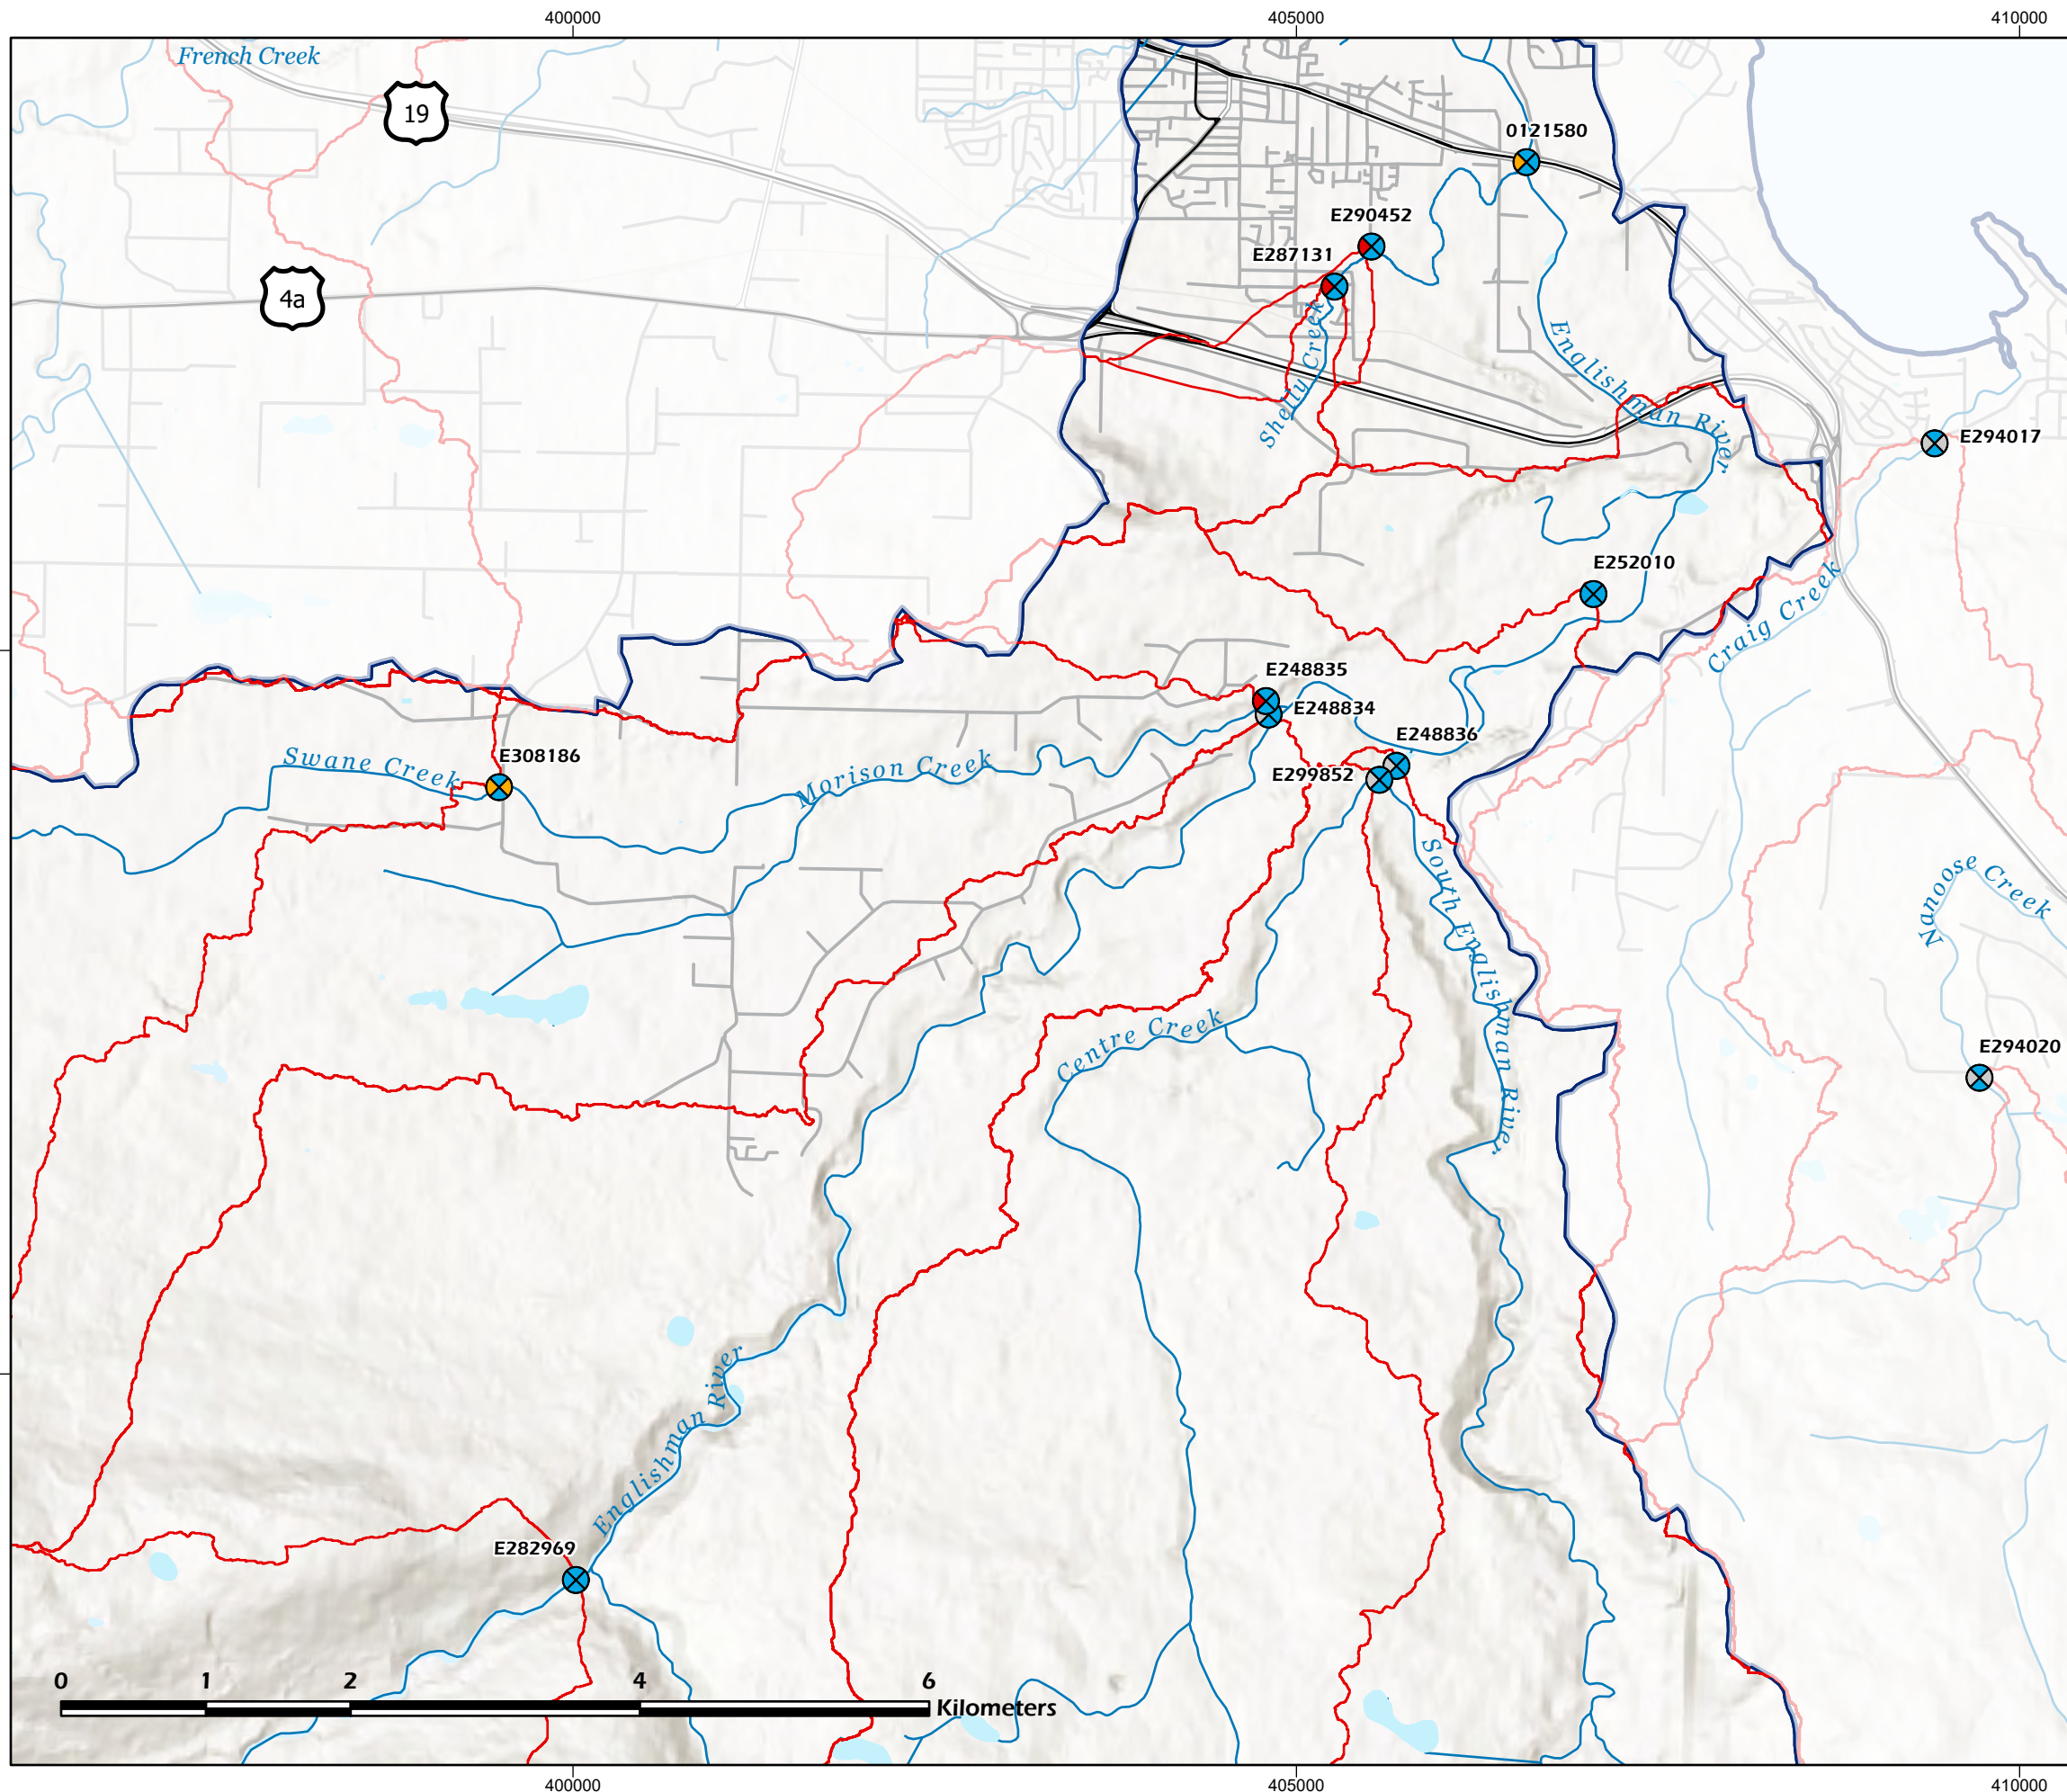 400000
405000
410000
French Creek
19
0121580
E290452
E287131
4a
Shelly Creek
Englishman River
E294017
E252010
Craig Creek
E248835
E248834
E248836
E299852
E308186
Swane Creek
Morison Creek
South Englishman River
Nanoose Creek
Centre Creek
E294020
Englishman River
E282969
0 1 2 4 6
Kilometers
400000
405000
410000